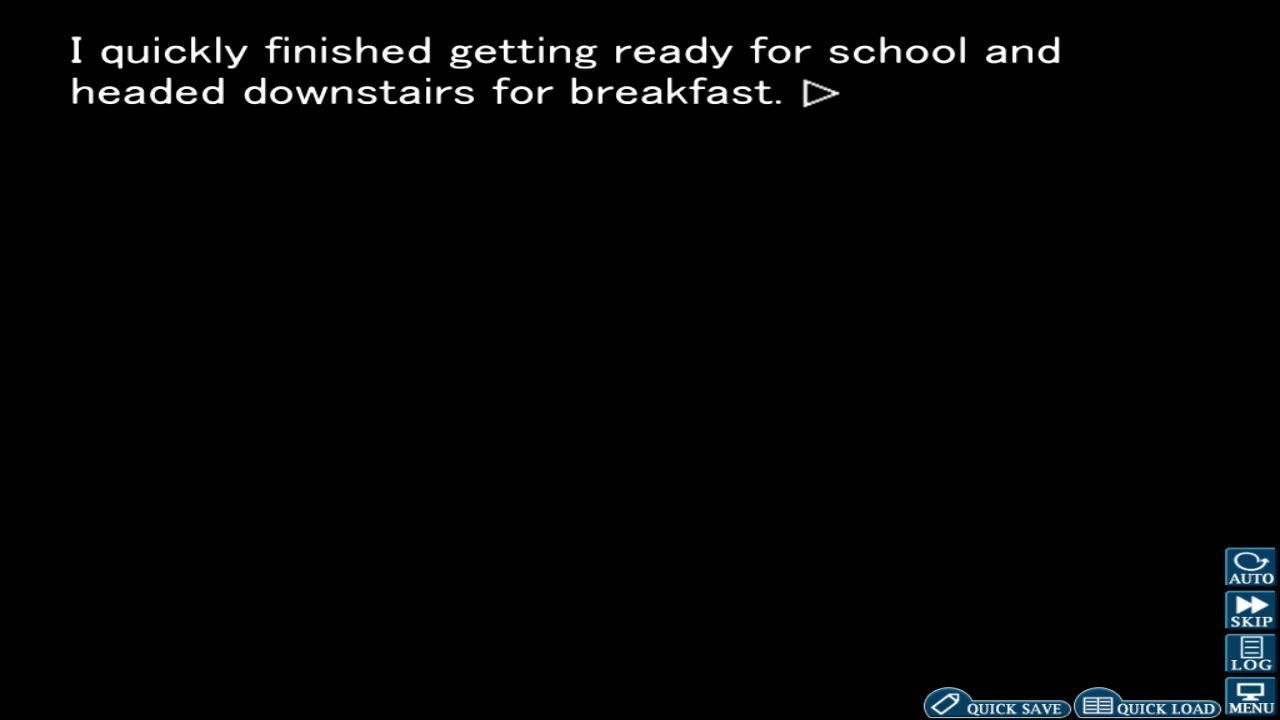 I quickly finished getting ready for school and
headed downstairs for breakfast.
AUTO
SKIP
LOG
QUICK SAVE
QUICK LOAD
MENU